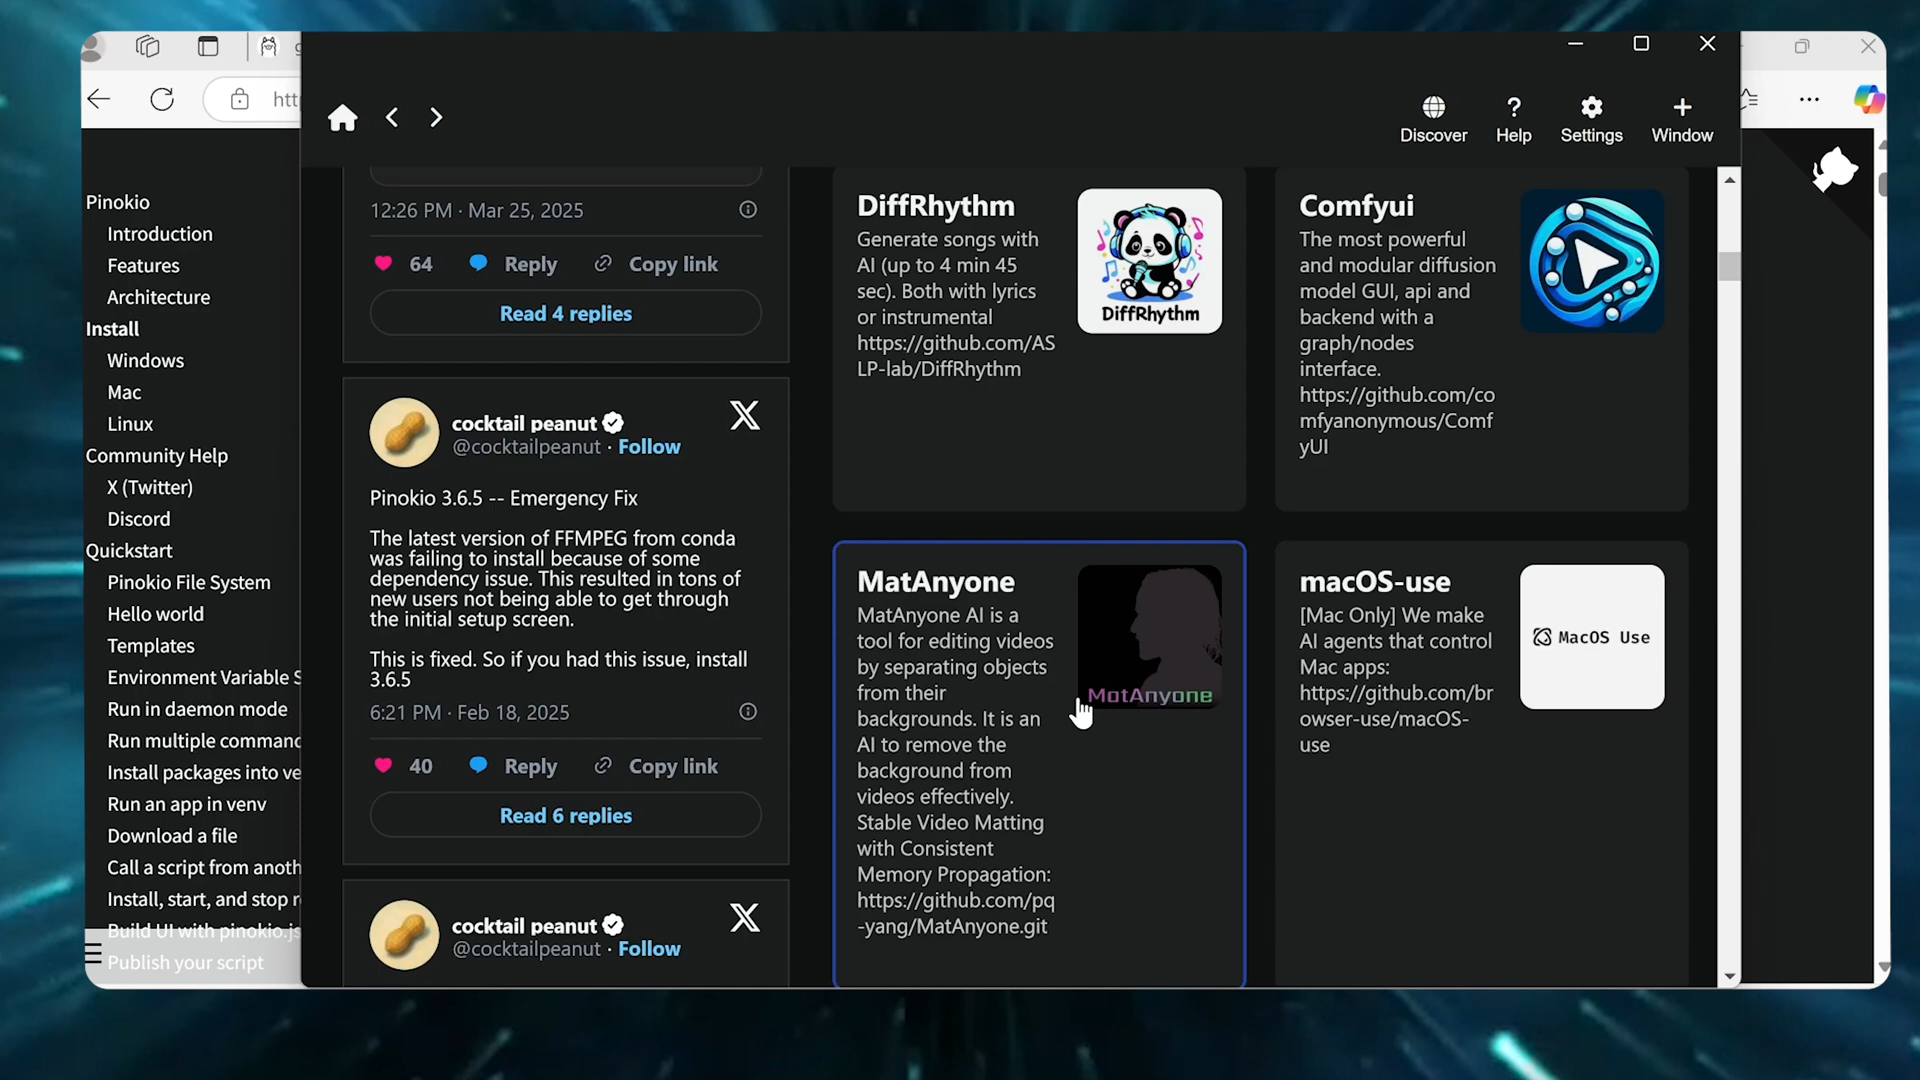 htt
Discover
Help
Settings
Window
Pinokio
Introduction
Features
Architecture
Install
Windows
Mac
Linux
Community Help
X (Twitter)
Discord
Quickstart
Pinokio File System
Hello world
Templates
Environment Variable S
Run in daemon mode
Run multiple command
Install packages into ve
Run an app in venv
Download a file
Call a script from anoth
Install, start, and stop r
Build UI with pinokio.js
Publish your script
12:26 PM · Mar 25, 2025
64 Reply Copy link
Read 4 replies
cocktail peanut
@cocktailpeanut · Follow
Pinokio 3.6.5 -- Emergency Fix
The latest version of FFMPEG from conda
was failing to install because of some
dependency issue. This resulted in tons of
new users not being able to get through
the initial setup screen.
This is fixed. So if you had this issue, install
3.6.5
6:21 PM · Feb 18, 2025
40 Reply Copy link
Read 6 replies
cocktail peanut
@cocktailpeanut · Follow
DiffRhythm
Generate songs with
AI (up to 4 min 45
sec). Both with lyrics
or instrumental
https://github.com/AS
LP-lab/DiffRhythm
DiffRhythm
Comfyui
The most powerful
and modular diffusion
model GUI, api and
backend with a
graph/nodes
interface.
https://github.com/co
mfyanonymous/Comf
yUI
MatAnyone
MatAnyone AI is a
tool for editing videos
by separating objects
from their
backgrounds. It is an
AI to remove the
background from
videos effectively.
Stable Video Matting
with Consistent
Memory Propagation:
https://github.com/pq
-yang/MatAnyone.git
MatAnyone
macOS-use
[Mac Only] We make
AI agents that control
Mac apps:
https://github.com/br
owser-use/macOS-
use
MacOS Use